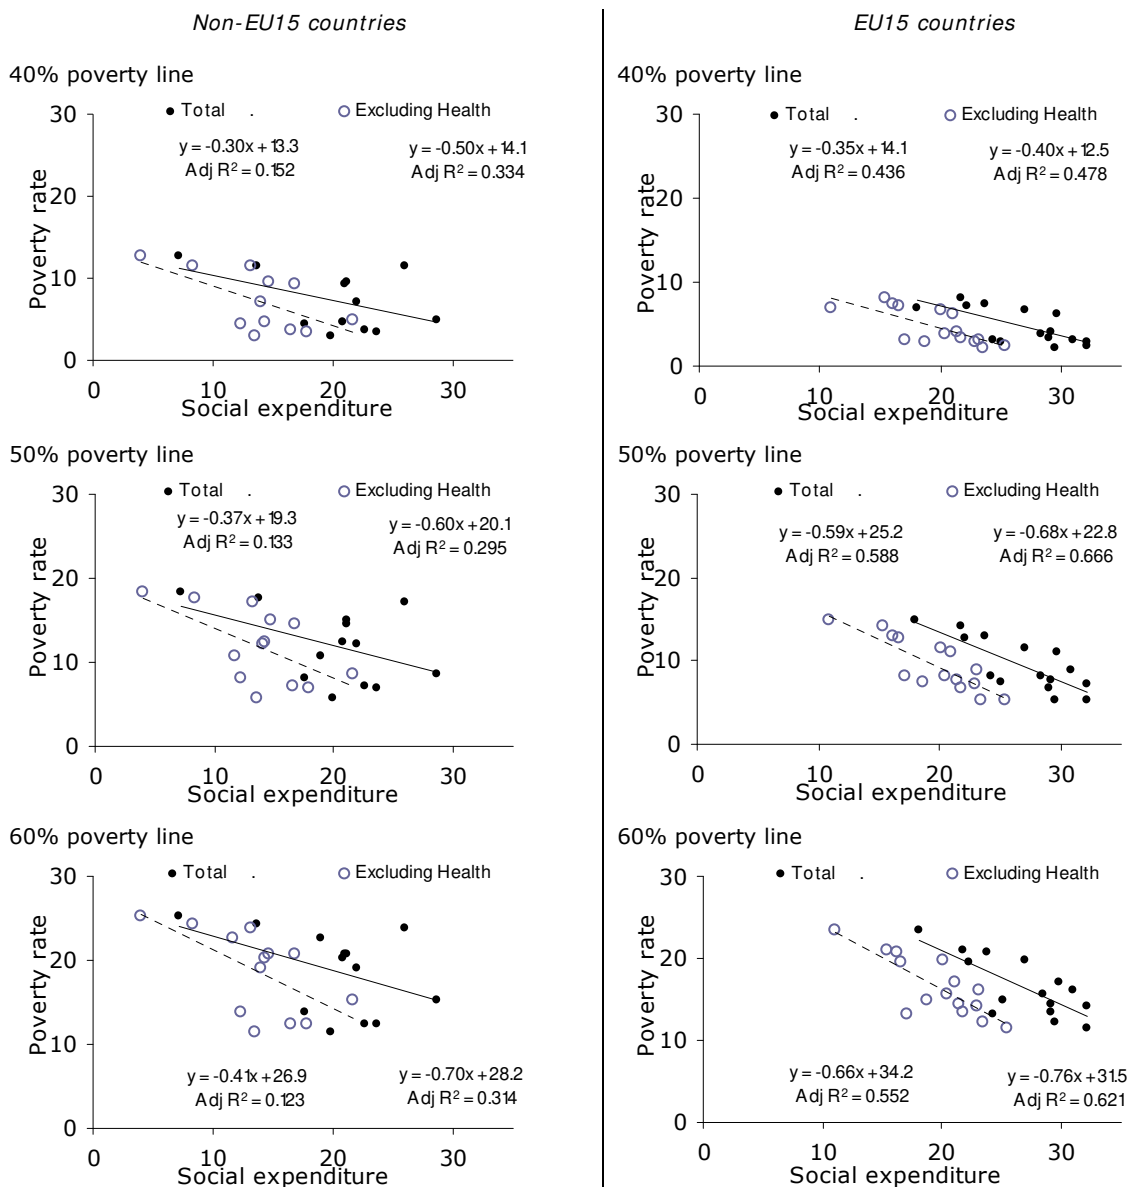 Non-EU15 countries
40% poverty line
30
20
10
0
Poverty rate
Total .
Excluding Health
y = -0.30x + 13.3
Adj R² = 0.152
y = -0.50x + 14.1
Adj R² = 0.334
0 10 20 30
Social expenditure
50% poverty line
30
20
10
0
Poverty rate
Total .
Excluding Health
y = -0.37x + 19.3
Adj R² = 0.133
y = -0.60x + 20.1
Adj R² = 0.295
0 10 20 30
Social expenditure
60% poverty line
30
20
10
0
Poverty rate
Total .
Excluding Health
y = -0.41x + 26.9
Adj R² = 0.123
y = -0.70x + 28.2
Adj R² = 0.314
0 10 20 30
Social expenditure
EU15 countries
40% poverty line
30
20
10
0
Poverty rate
Total .
Excluding Health
y = -0.35x + 14.1
Adj R² = 0.436
y = -0.40x + 12.5
Adj R² = 0.478
0 10 20 30
Social expenditure
50% poverty line
30
20
10
0
Poverty rate
Total .
Excluding Health
y = -0.59x + 25.2
Adj R² = 0.588
y = -0.68x + 22.8
Adj R² = 0.666
0 10 20 30
Social expenditure
60% poverty line
30
20
10
0
Poverty rate
Total .
Excluding Health
y = -0.66x + 34.2
Adj R² = 0.552
y = -0.76x + 31.5
Adj R² = 0.621
0 10 20 30
Social expenditure